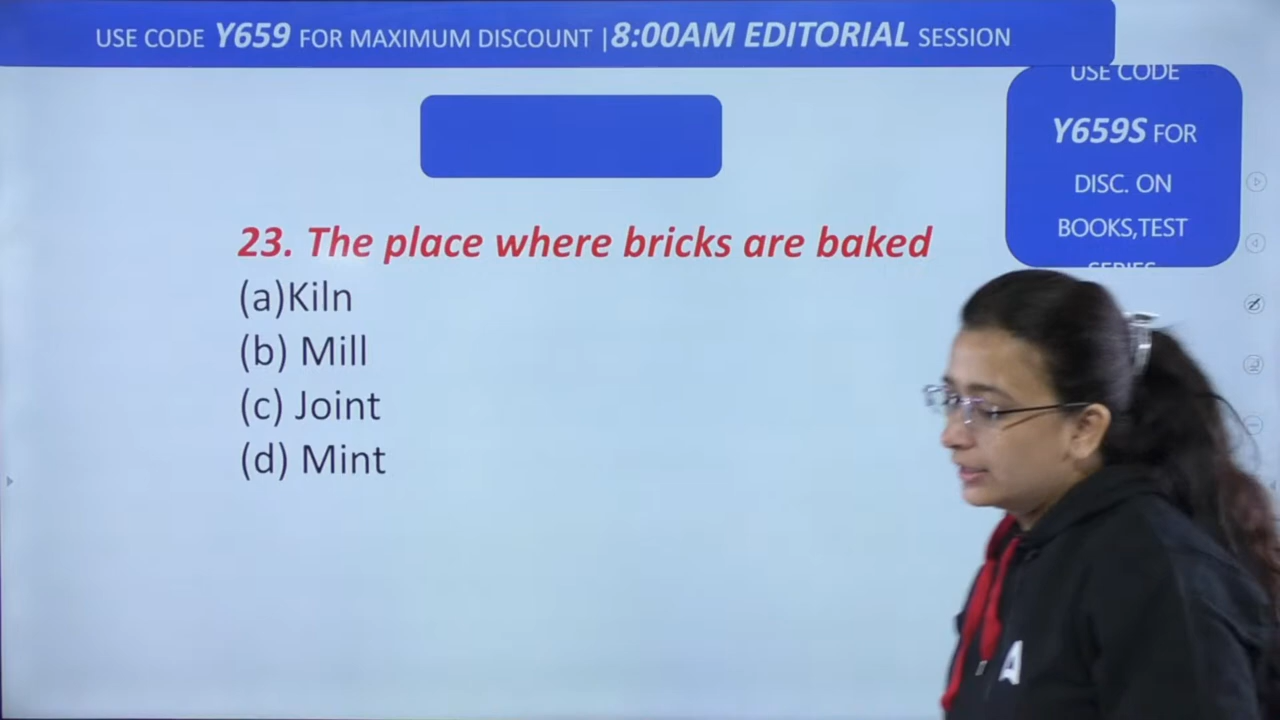 USE CODE Y659 FOR MAXIMUM DISCOUNT |8:00AM EDITORIAL SESSION
USE CODE
Y659S FOR
DISC. ON
BOOKS,TEST
SERIES
23. The place where bricks are baked
(a)Kiln
(b) Mill
(c) Joint
(d) Mint
A